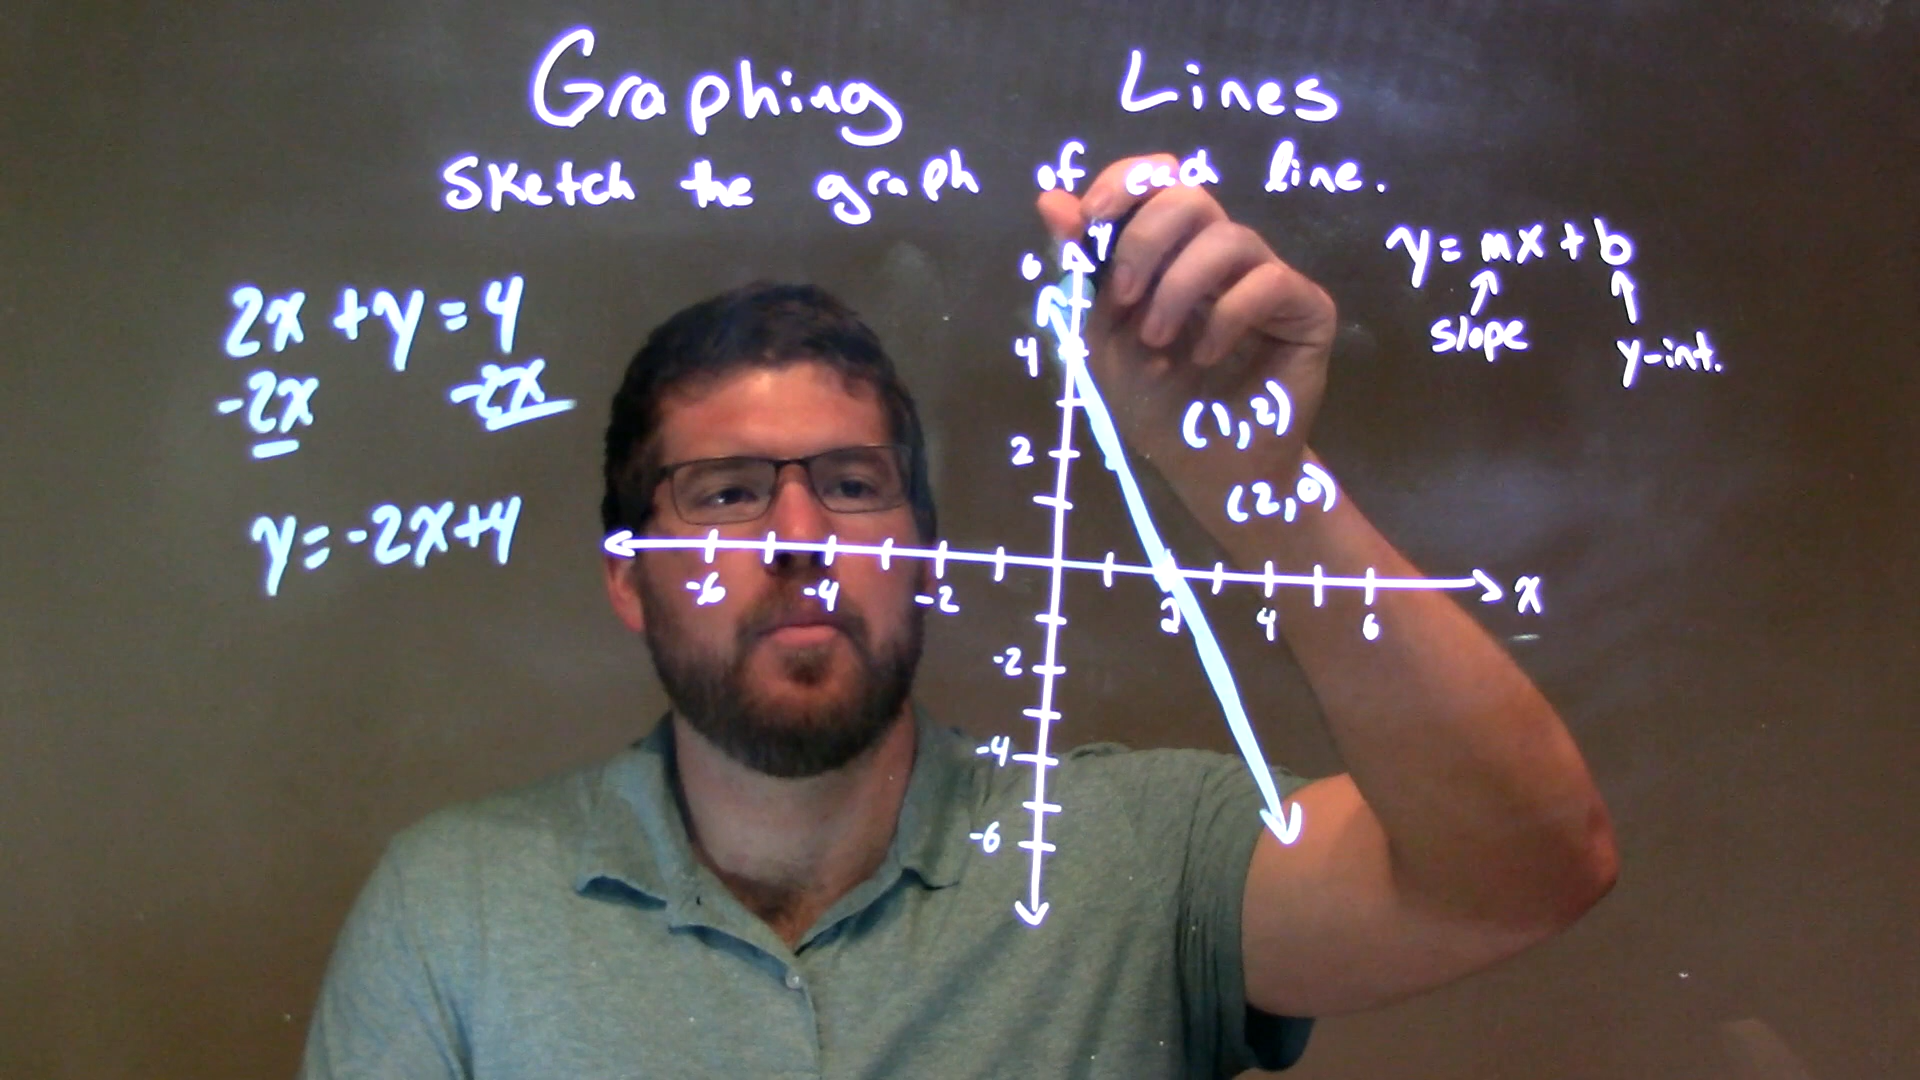 Graphing Lines
Sketch the graph of each line.
2x + y = 4
-2x -2x
y = -2x + 4
y = mx + b
slope
y-int.
(1,2)
(2,0)
y
6
4
2
-6 -4 -2 2 4 6 x
-2
-4
-6